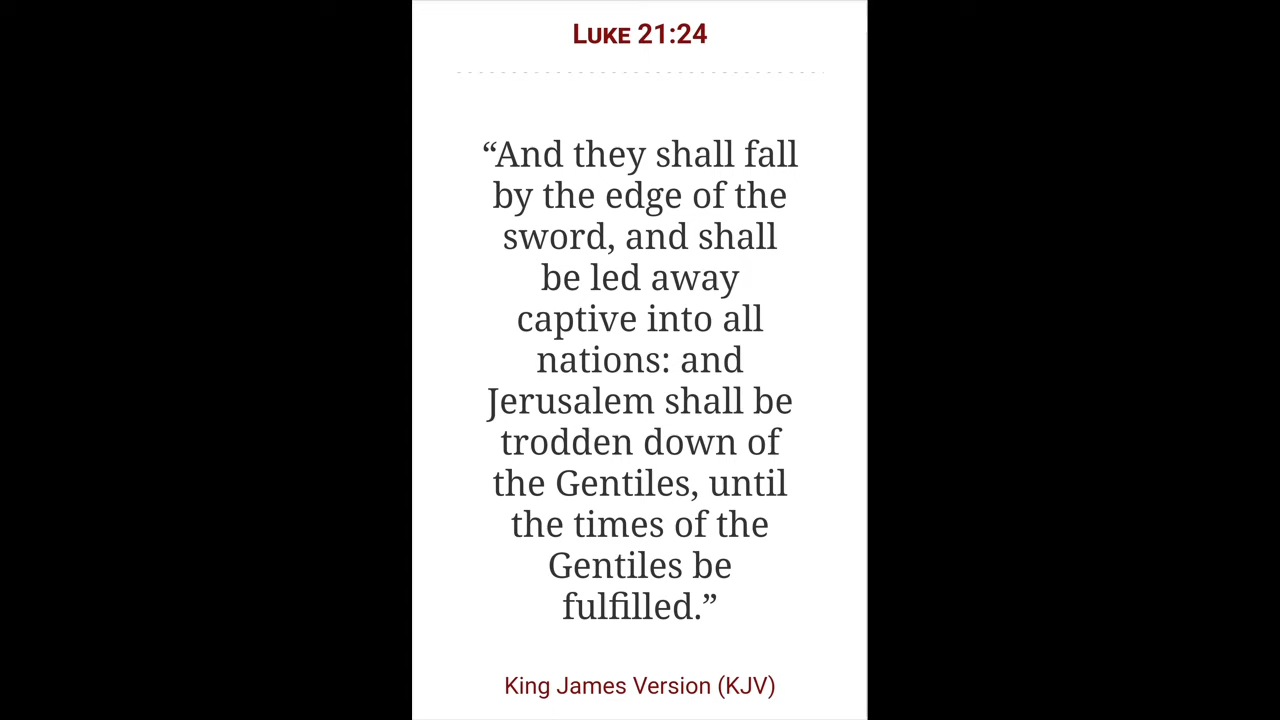 Luke 21:24
“And they shall fall
by the edge of the
sword, and shall
be led away
captive into all
nations: and
Jerusalem shall be
trodden down of
the Gentiles, until
the times of the
Gentiles be
fulfilled.”
King James Version (KJV)